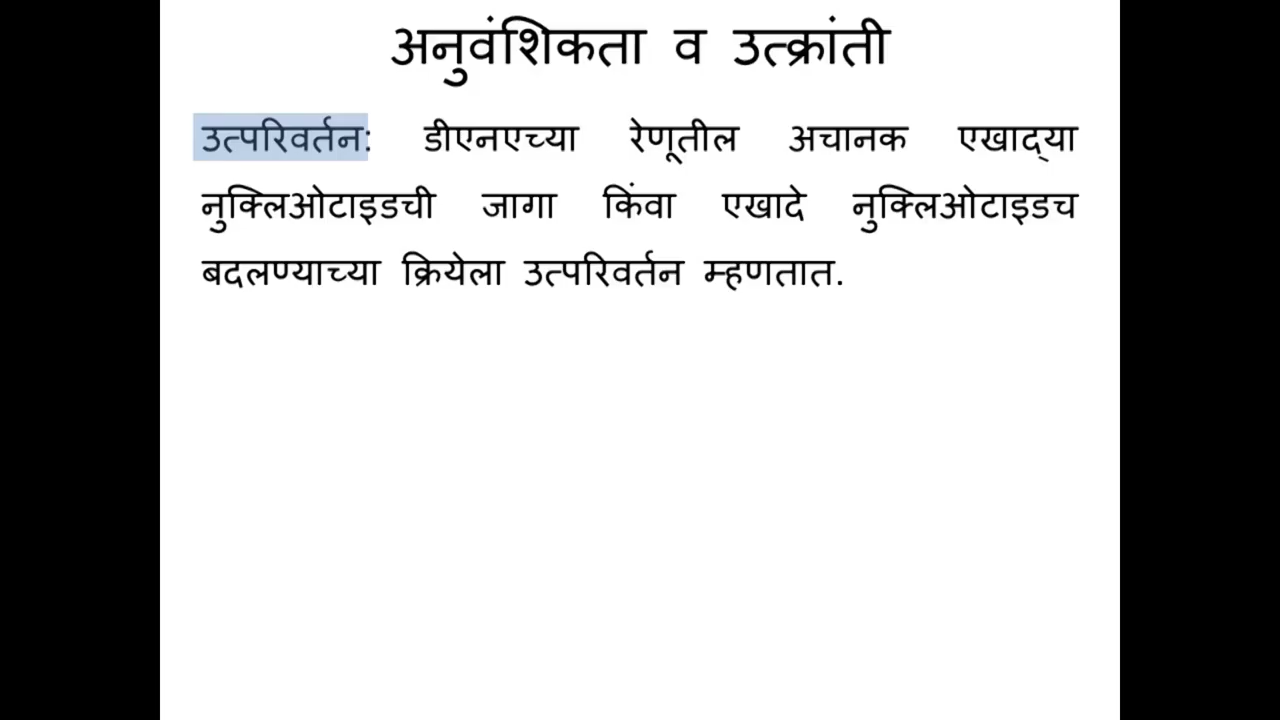 अनुवंशिकता व उत्क्रांती
उत्परिवर्तन: डीएनएच्या रेणूतील अचानक एखाद्‌या
नुक्लिओटाइडची जागा किंवा एखादे नुक्लिओटाइडच
बदलण्याच्या क्रियेला उत्परिवर्तन म्हणतात.